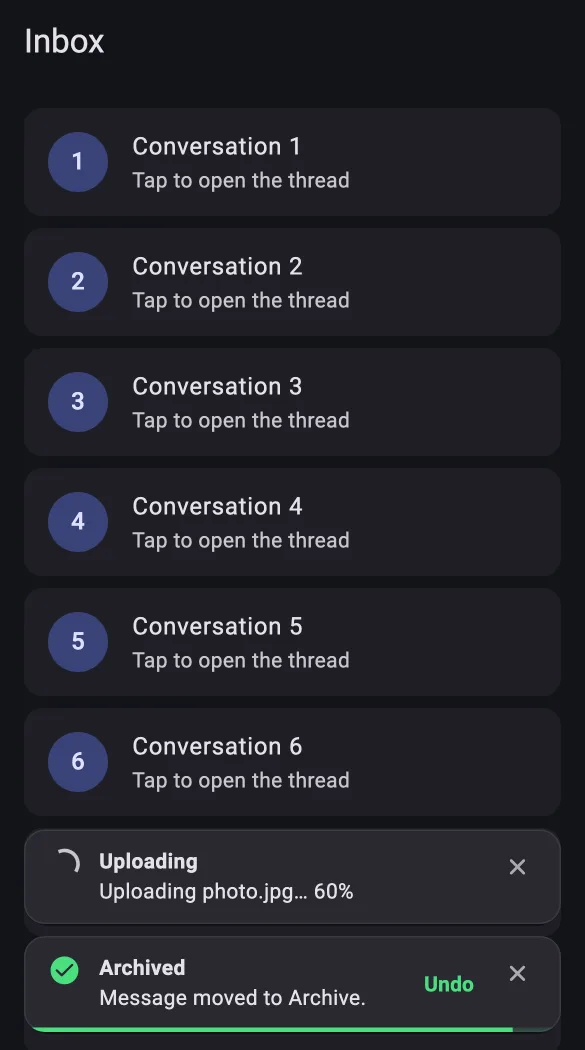 Inbox
1
Conversation 1
Tap to open the thread
2
Conversation 2
Tap to open the thread
3
Conversation 3
Tap to open the thread
4
Conversation 4
Tap to open the thread
5
Conversation 5
Tap to open the thread
6
Conversation 6
Tap to open the thread
Uploading
Uploading photo.jpg… 60%
Archived
Message moved to Archive.
Undo